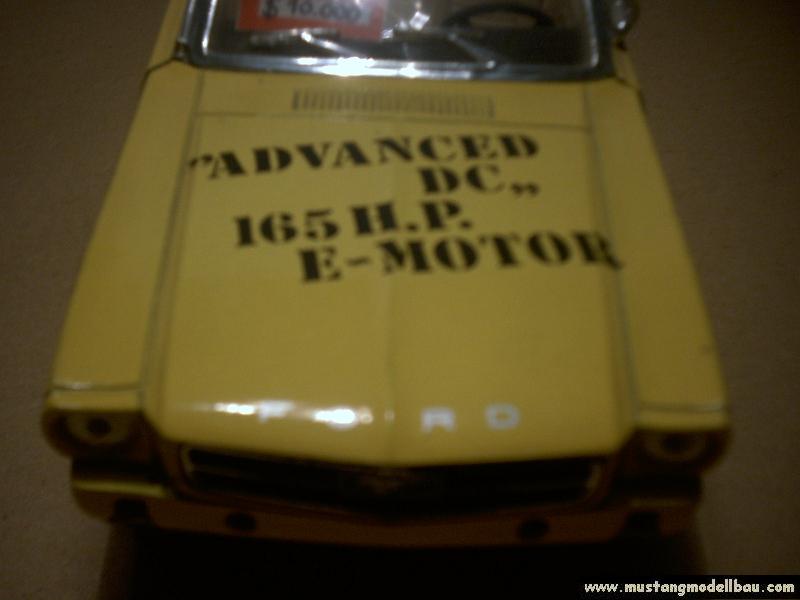 $ 10.000
"ADVANCED
DC„
165 H.P.
E-MOTOR
FORD
www.mustangmodellbau.com